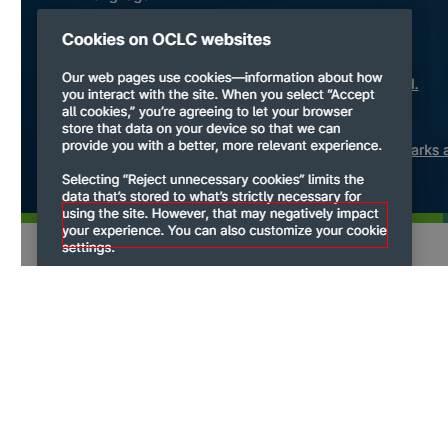 Cookies on OCLC websites
Our web pages use cookies—information about how
you interact with the site. When you select “Accept
all cookies,” you’re agreeing to let your browser
store that data on your device so that we can
provide you with a better, more relevant experience.
Selecting “Reject unnecessary cookies” limits the
data that’s stored to what’s strictly necessary for
using the site. However, that may negatively impact
your experience. You can also customize your cookie
settings.